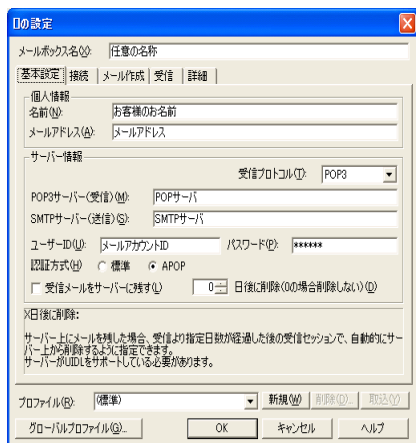 の設定
メールボックス名(X): 任意の名称
基本設定 接続 メール作成 受信 詳細
個人情報
名前(N): お客様のお名前
メールアドレス(A): メールアドレス
サーバー情報
受信プロトコル(T): POP3
POP3サーバー(受信)(M): POPサーバ
SMTPサーバー(送信)(S): SMTPサーバ
ユーザーID(U): メールアカウントID パスワード(P): ******
認証方式(H) 標準 APOP
受信メールをサーバーに残す(L) 0 日後に削除(0の場合削除しない)(D)
X日後に削除:
サーバー上にメールを残した場合、受信より指定日数が経過した後の受信セッションで、自動的にサー
バー上から削除するように指定できます。
サーバーがUIDLをサポートしている必要があります。
プロファイル(R): (標準) 新規(W) 削除(D)... 取込(Y)
グローバルプロファイル(G)... OK キャンセル ヘルプ